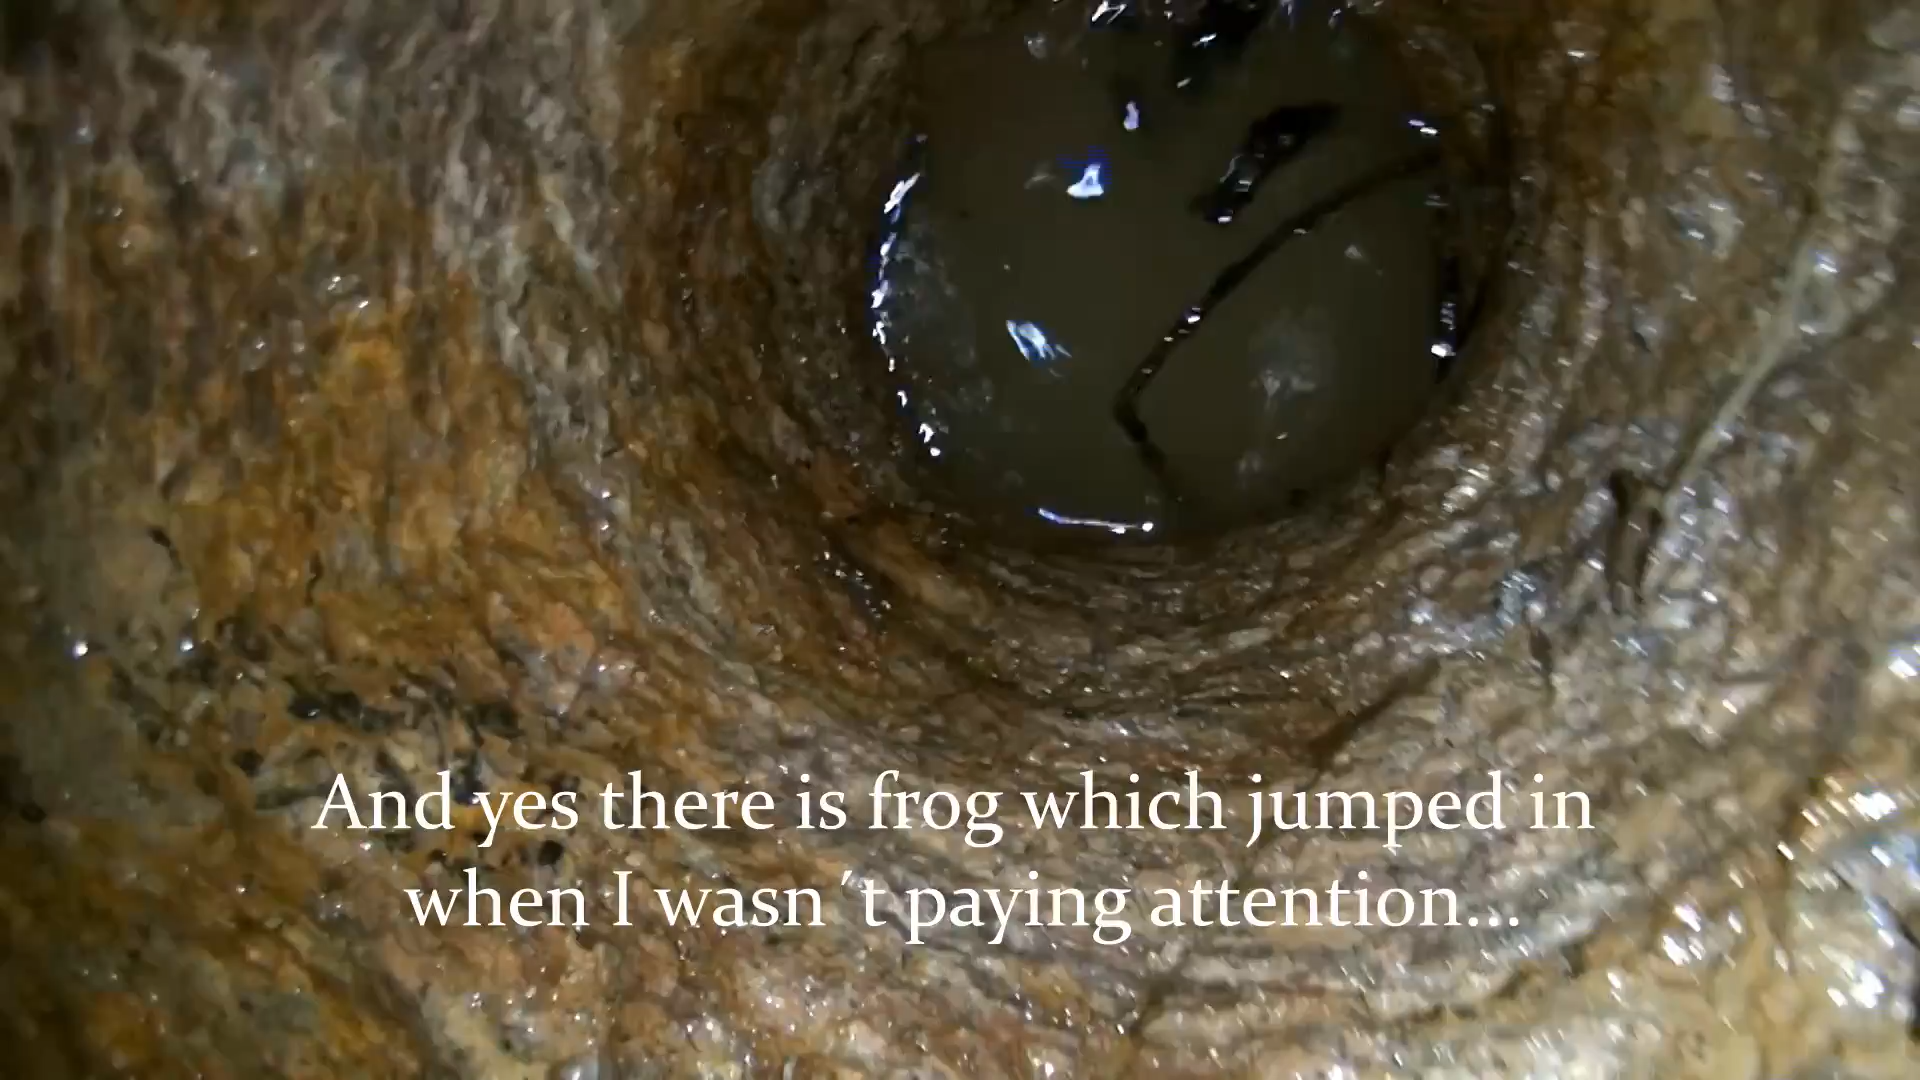 And yes there is frog which jumped in
when I wasn´t paying attention...